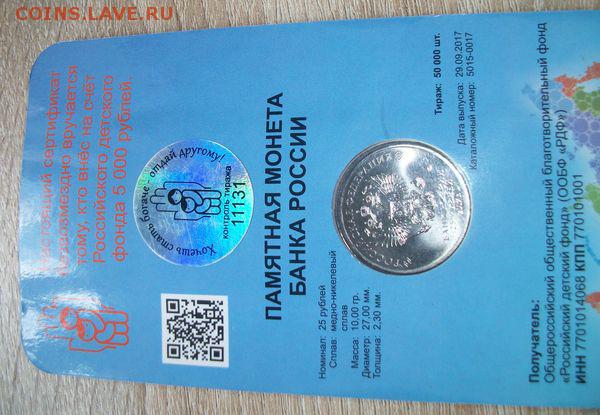 COINS.LAVE.RU
Настоящий сертификат
безвозмездно вручается
тому, кто внёс на счёт
Российского детского
фонда 5 000 рублей.
Хочешь стать богаче - отдай другому!
контроль тиража
11131
ПАМЯТНАЯ МОНЕТА
БАНКА РОССИИ
Номинал: 25 рублей
Сплав: медно-никелевый
сплав
Масса: 10,00 гр.
Диаметр: 27,00 мм.
Толщина: 2,30 мм.
Тираж: 50 000 шт.
Дата выпуска: 29.09.2017
Каталожный номер: 5015-0017
Получатель:
Общероссийский общественный благотворительный фонд
«Российский детский фонд» (ООБФ «РДФ»)
ИНН 7701014068 КПП 770101001